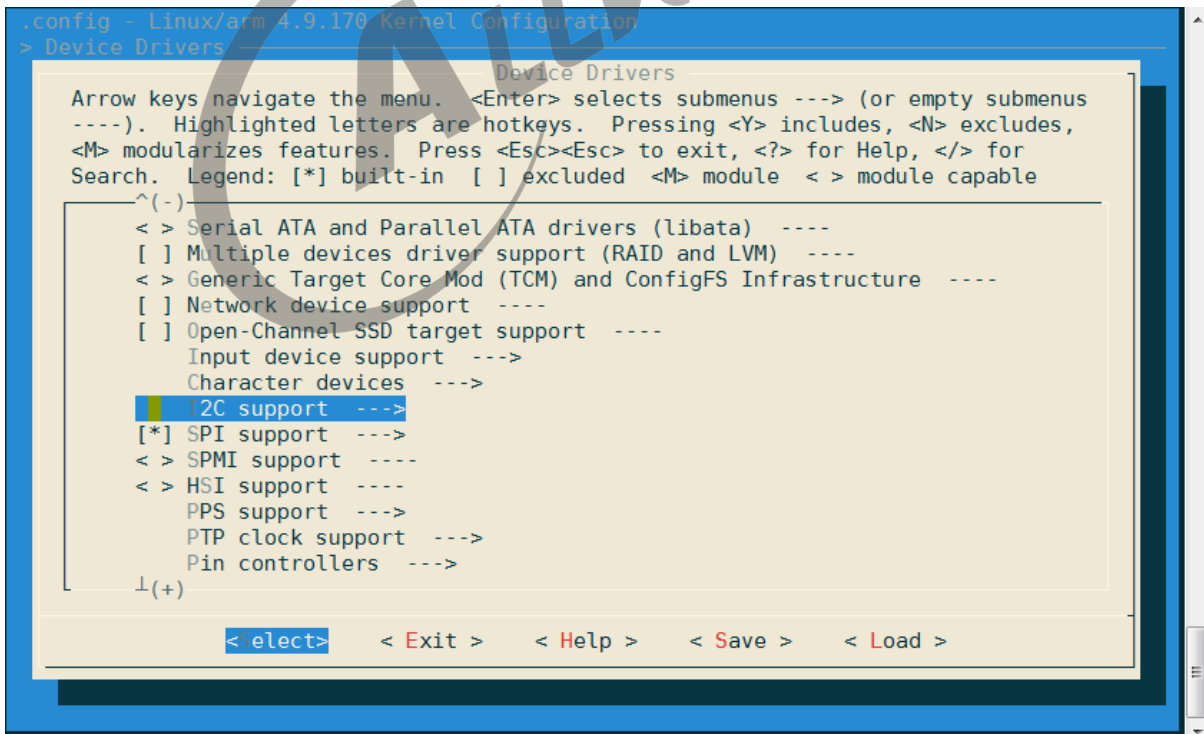 .config - Linux/arm 4.9.170 Kernel Configuration
> Device Drivers
Device Drivers
Arrow keys navigate the menu. <Enter> selects submenus ---> (or empty submenus
----). Highlighted letters are hotkeys. Pressing <Y> includes, <N> excludes,
<M> modularizes features. Press <Esc><Esc> to exit, <?> for Help, </> for
Search. Legend: [*] built-in [ ] excluded <M> module < > module capable
^(-)
< > Serial ATA and Parallel ATA drivers (libata) ----
[ ] Multiple devices driver support (RAID and LVM) ----
< > Generic Target Core Mod (TCM) and ConfigFS Infrastructure ----
[ ] Network device support ----
[ ] Open-Channel SSD target support ----
Input device support --->
Character devices --->
I2C support --->
[*] SPI support --->
< > SPMI support ----
< > HSI support ----
PPS support --->
PTP clock support --->
Pin controllers --->
┴(+)
<Select> < Exit > < Help > < Save > < Load >